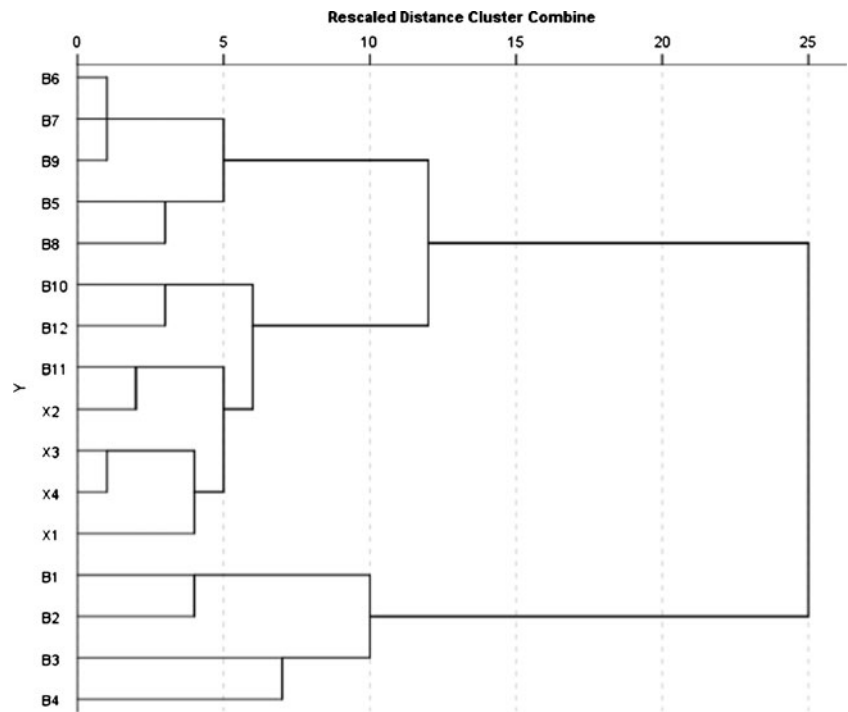 Rescaled Distance Cluster Combine
0 5 10 15 20 25
B6
B7
B9
B5
B8
B10
B12
B11
X2
X3
X4
X1
B1
B2
B3
B4
Y